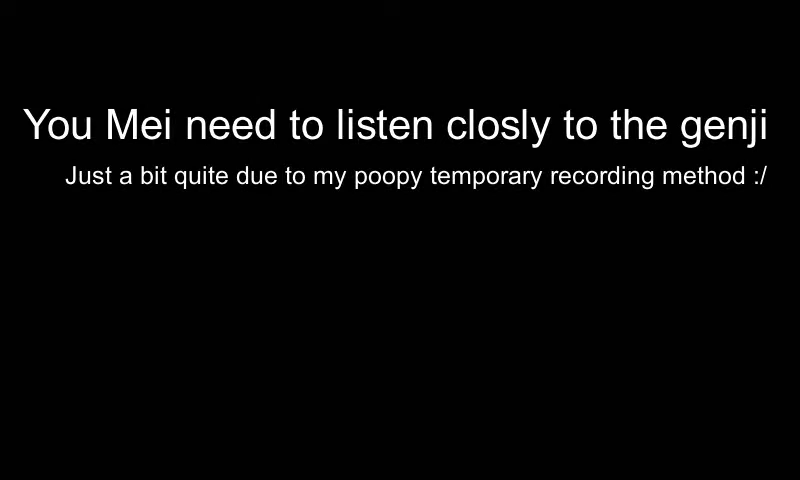 You Mei need to listen closly to the genji
Just a bit quite due to my poopy temporary recording method :/